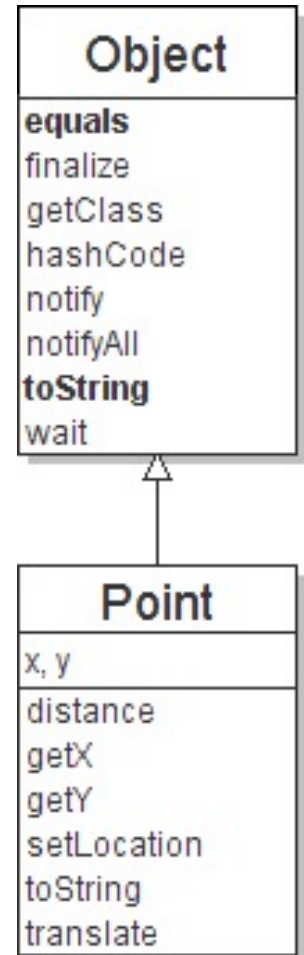 Object
equals
finalize
getClass
hashCode
notify
notifyAll
toString
wait
Point
x, y
distance
getX
getY
setLocation
toString
translate